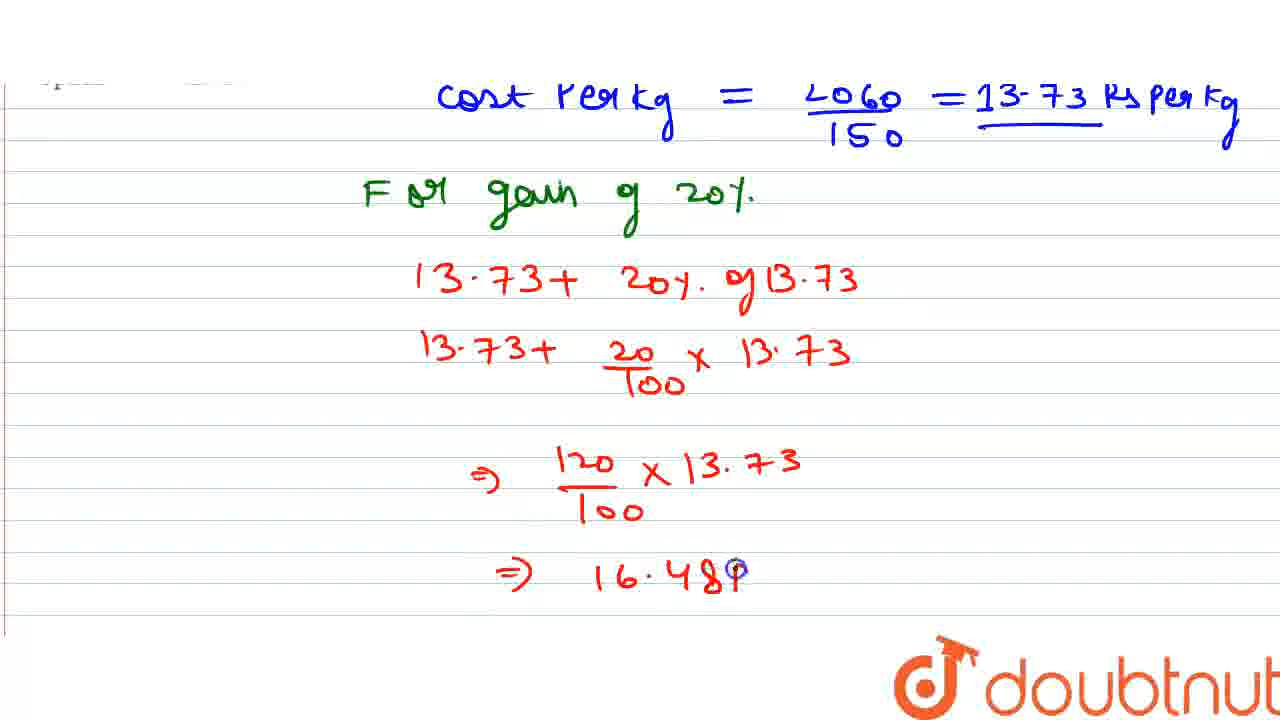 cost Per kg = 2060/150 = 13.73 Rs per kg
For gain of 20%.
13.73 + 20% of 13.73
13.73 + 20/100 × 13.73
⇒ 120/100 × 13.73
⇒ 16.48
doubtnut